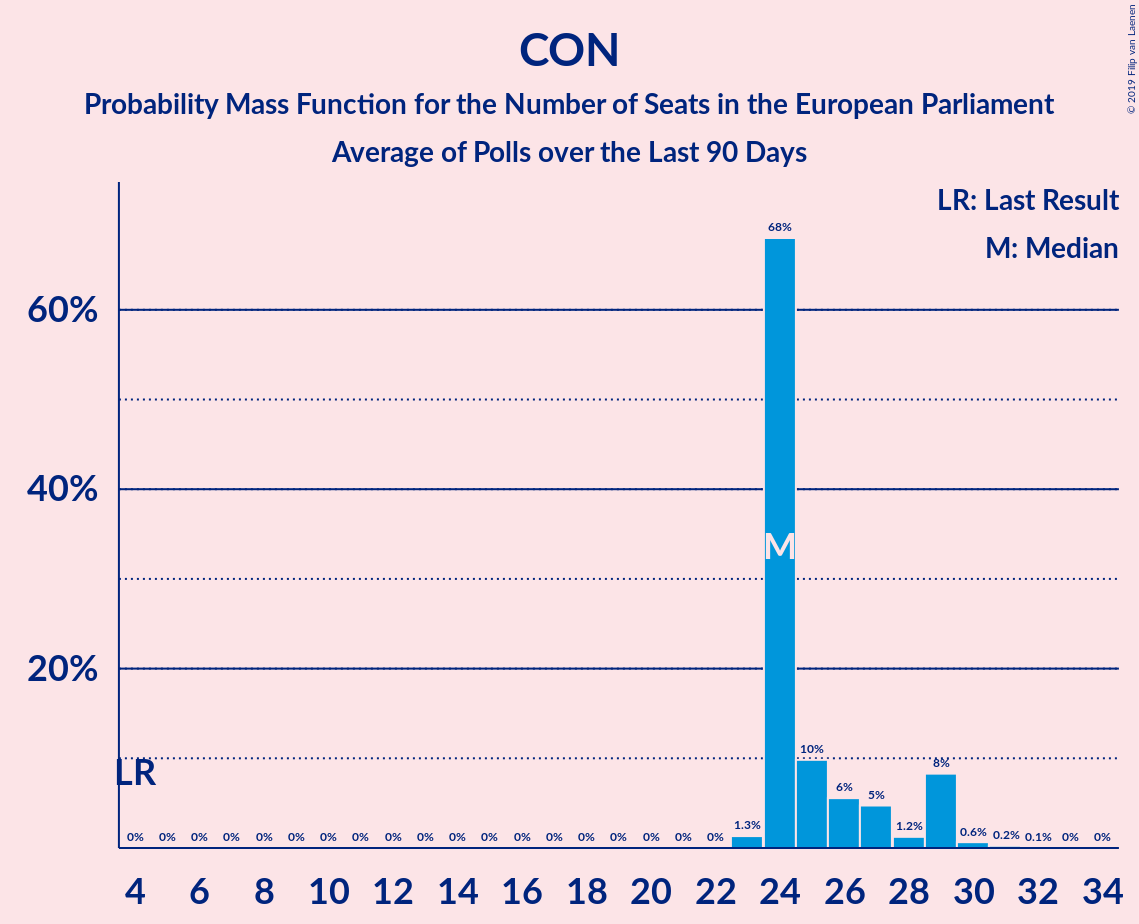 © 2019 Filip van Laenen
CON
Probability Mass Function for the Number of Seats in the European Parliament
Average of Polls over the Last 90 Days
LR: Last Result
M: Median
68%
60%
40%
M
20%
10%
8%
LR
6%
5%
1.3%
1.2%
0.6%
0.2%
0.1%
0% 0% 0% 0% 0% 0% 0% 0% 0% 0% 0% 0% 0% 0% 0% 0% 0% 0% 0% 0% 0%
4 6 8 10 12 14 16 18 20 22 24 26 28 30 32 34